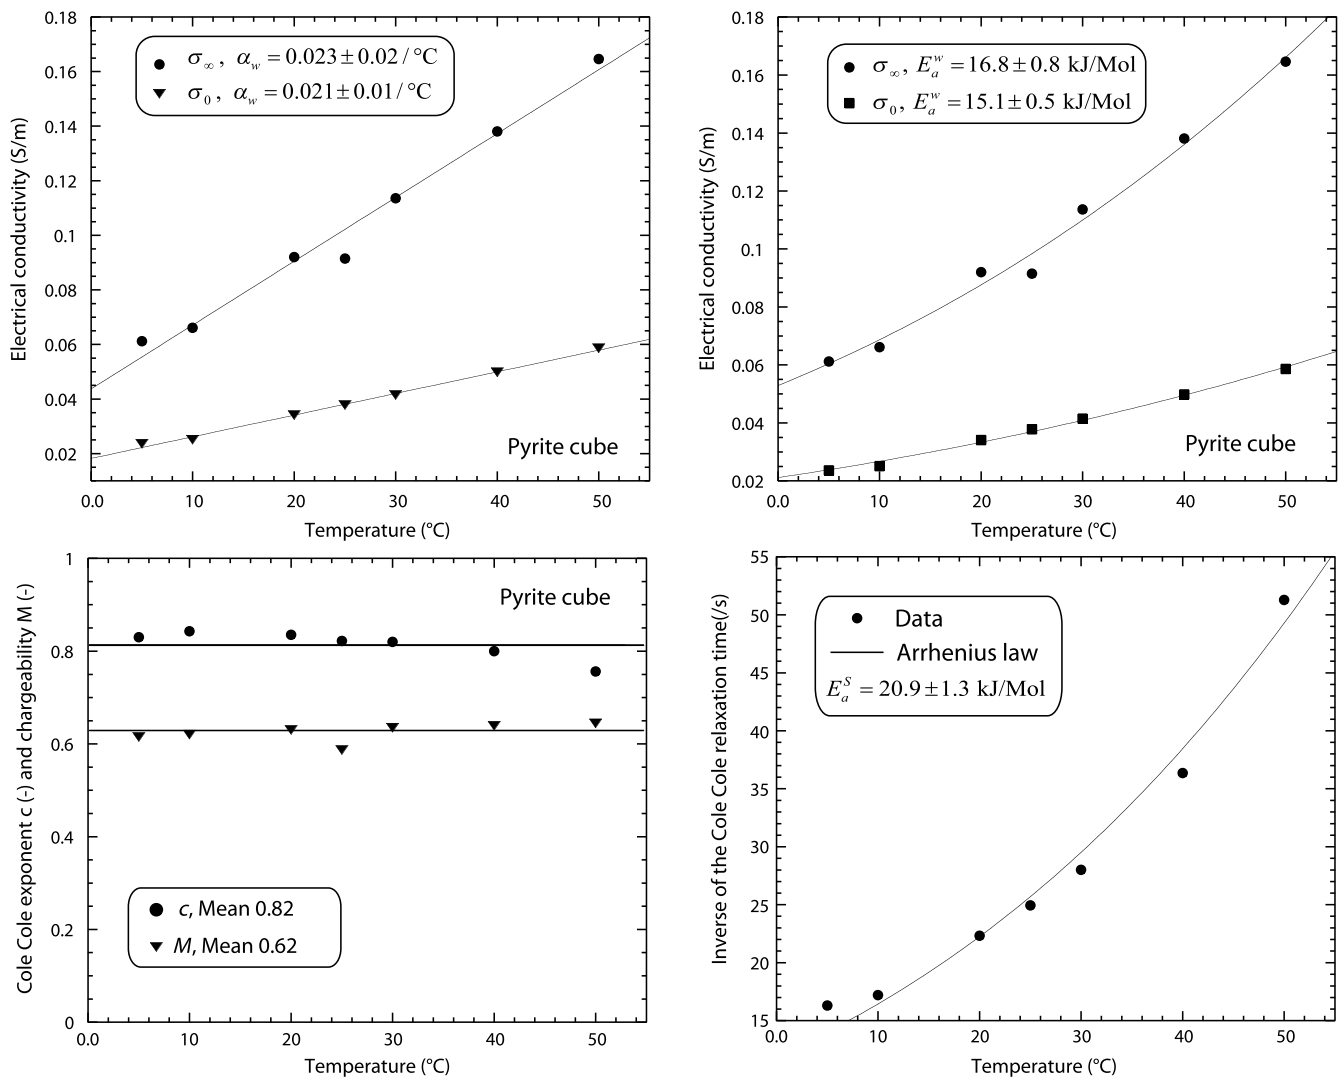 0.18
0.16
0.14
0.12
0.1
0.08
0.06
0.04
0.02
Electrical conductivity (S/m)
σ∞, αw = 0.023±0.02/°C
σ0, αw = 0.021±0.01/°C
Pyrite cube
0.0 10 20 30 40 50
Temperature (°C)
0.18
0.16
0.14
0.12
0.1
0.08
0.06
0.04
0.02
Electrical conductivity (S/m)
σ∞, Eaw = 16.8±0.8 kJ/Mol
σ0, Eaw = 15.1±0.5 kJ/Mol
Pyrite cube
0.0 10 20 30 40 50
Temperature (°C)
1
0.8
0.6
0.4
0.2
0
Cole Cole exponent c (-) and chargeability M (-)
Pyrite cube
c, Mean 0.82
M, Mean 0.62
0.0 10 20 30 40 50
Temperature (°C)
55
50
45
40
35
30
25
20
15
Inverse of the Cole Cole relaxation time(/s)
Data
Arrhenius law
EaS = 20.9±1.3 kJ/Mol
0.0 10 20 30 40 50
Temperature (°C)